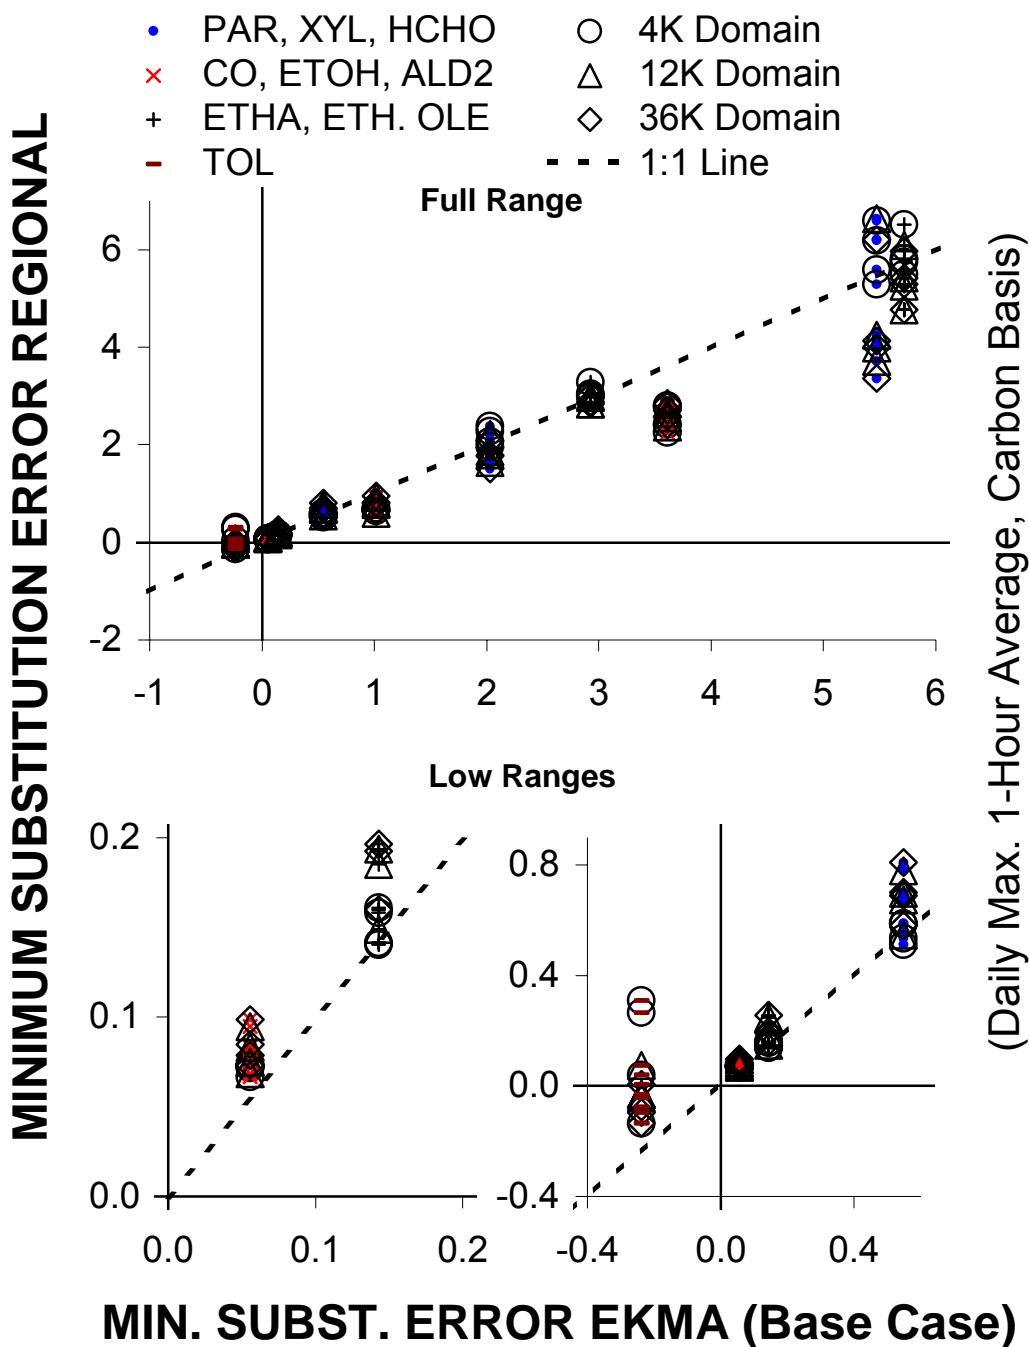 PAR, XYL, HCHO
4K Domain
CO, ETOH, ALD2
12K Domain
ETHA, ETH. OLE
36K Domain
TOL
1:1 Line
MINIMUM SUBSTITUTION ERROR REGIONAL
(Daily Max. 1-Hour Average, Carbon Basis)
Full Range
6
4
2
0
-2
-1 0 1 2 3 4 5 6
Low Ranges
0.2
0.1
0.0
0.0 0.1 0.2
0.8
0.4
0.0
-0.4
-0.4 0.0 0.4
MIN. SUBST. ERROR EKMA (Base Case)